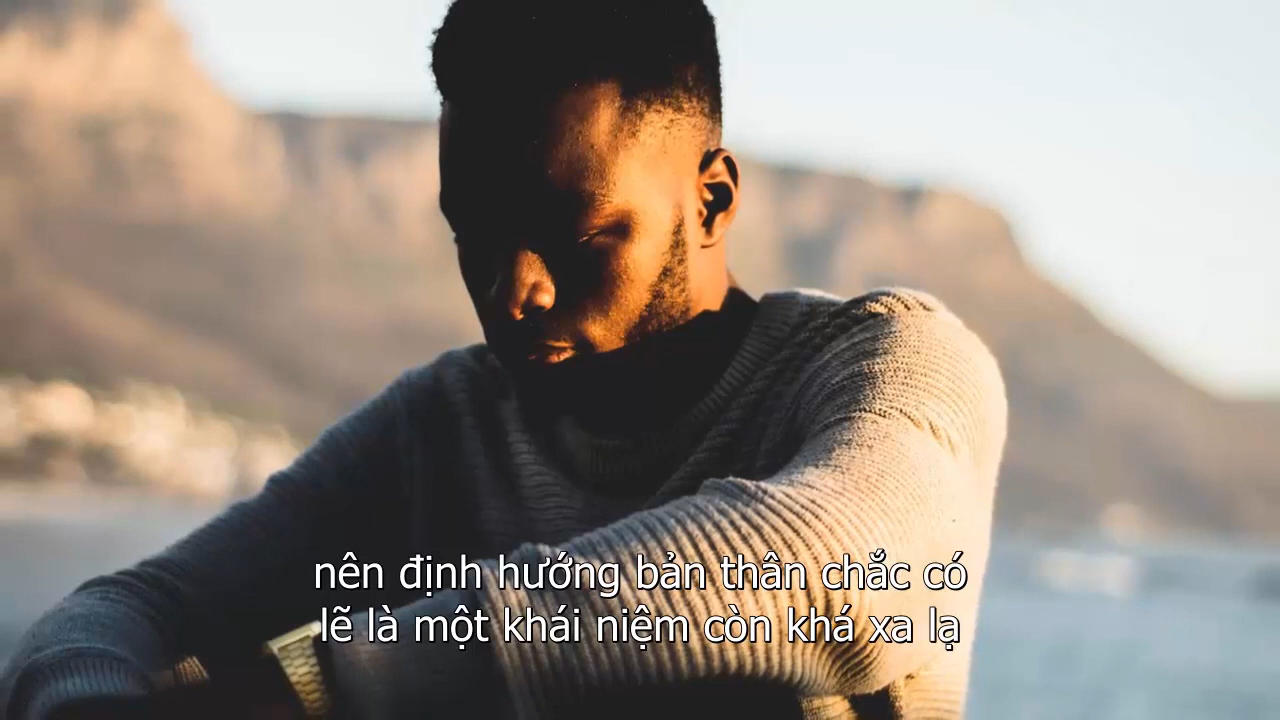 nên định hướng bản thân chắc có
lẽ là một khái niệm còn khá xa lạ